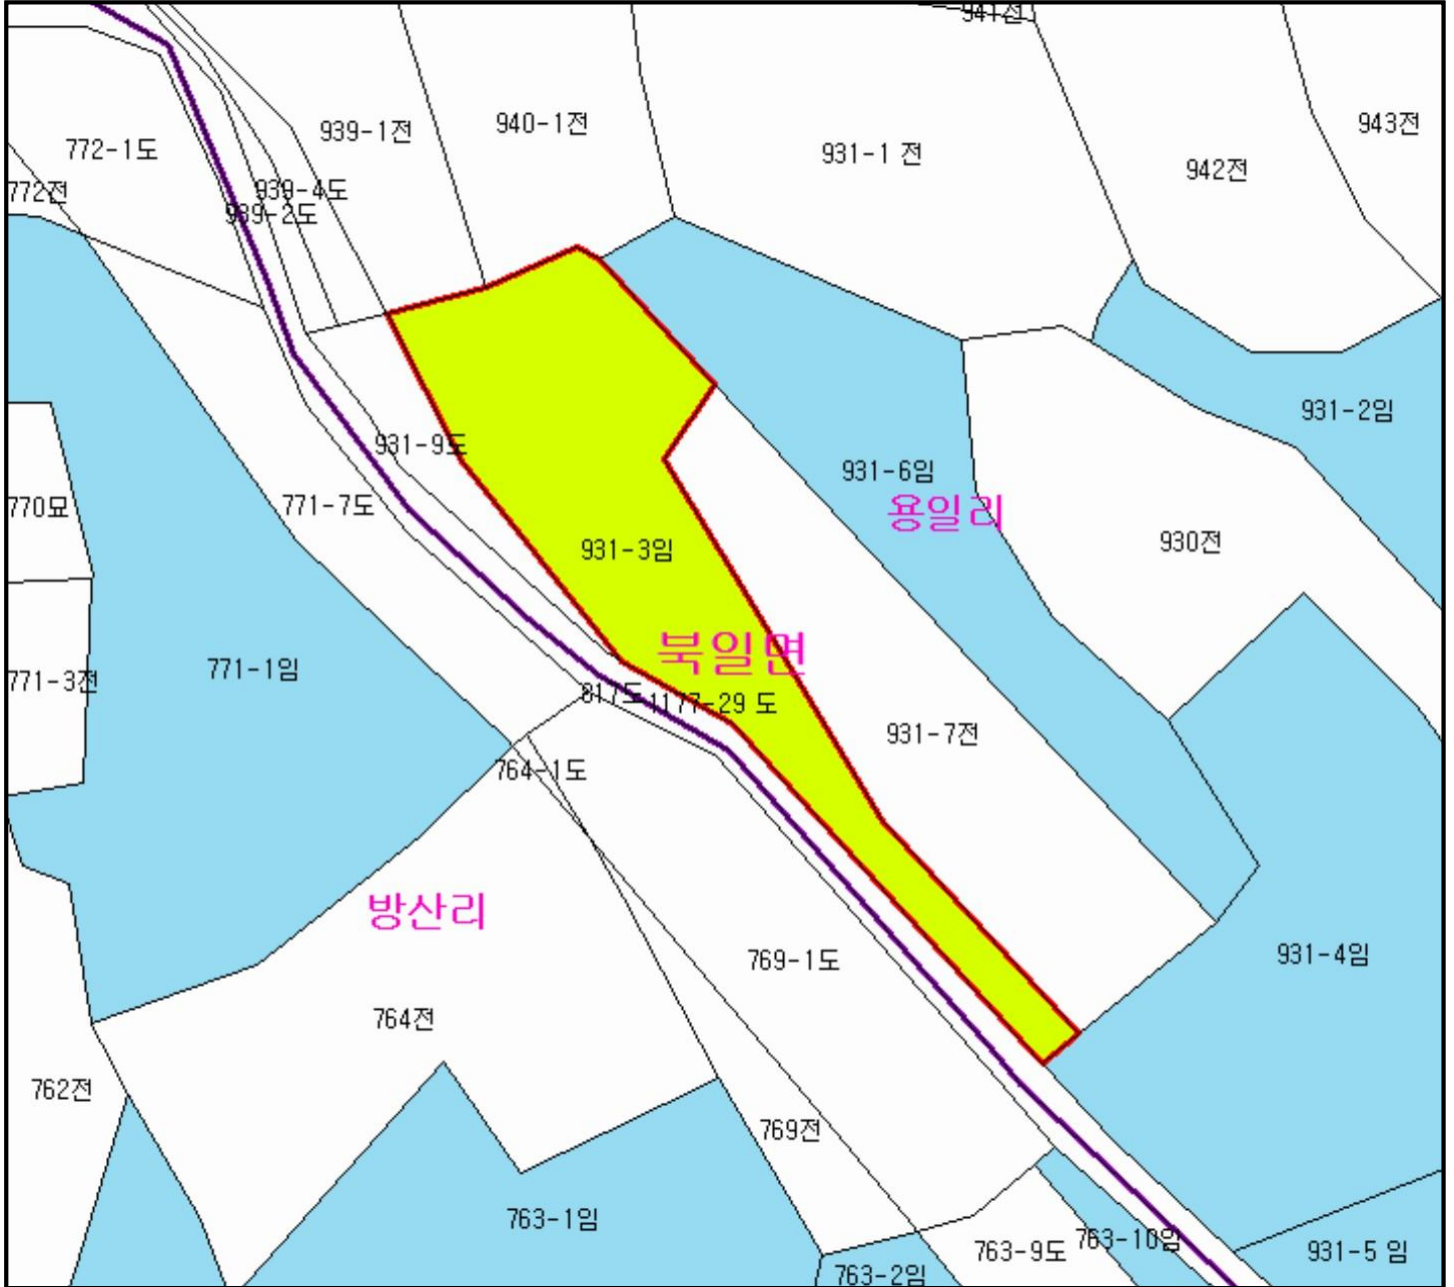 941전
939-1전
940-1전
943전
772-1도
931-1 전
942전
772전
939-4도
939-2도
931-2임
931-9도
931-6임
771-7도
770묘
용일리
930전
931-3임
북일면
771-1임
771-3전
817도
1177-29 도
931-7전
764-1도
방산리
931-4임
769-1도
764전
762전
769전
763-1임
763-10임
763-9도
931-5 임
763-2임